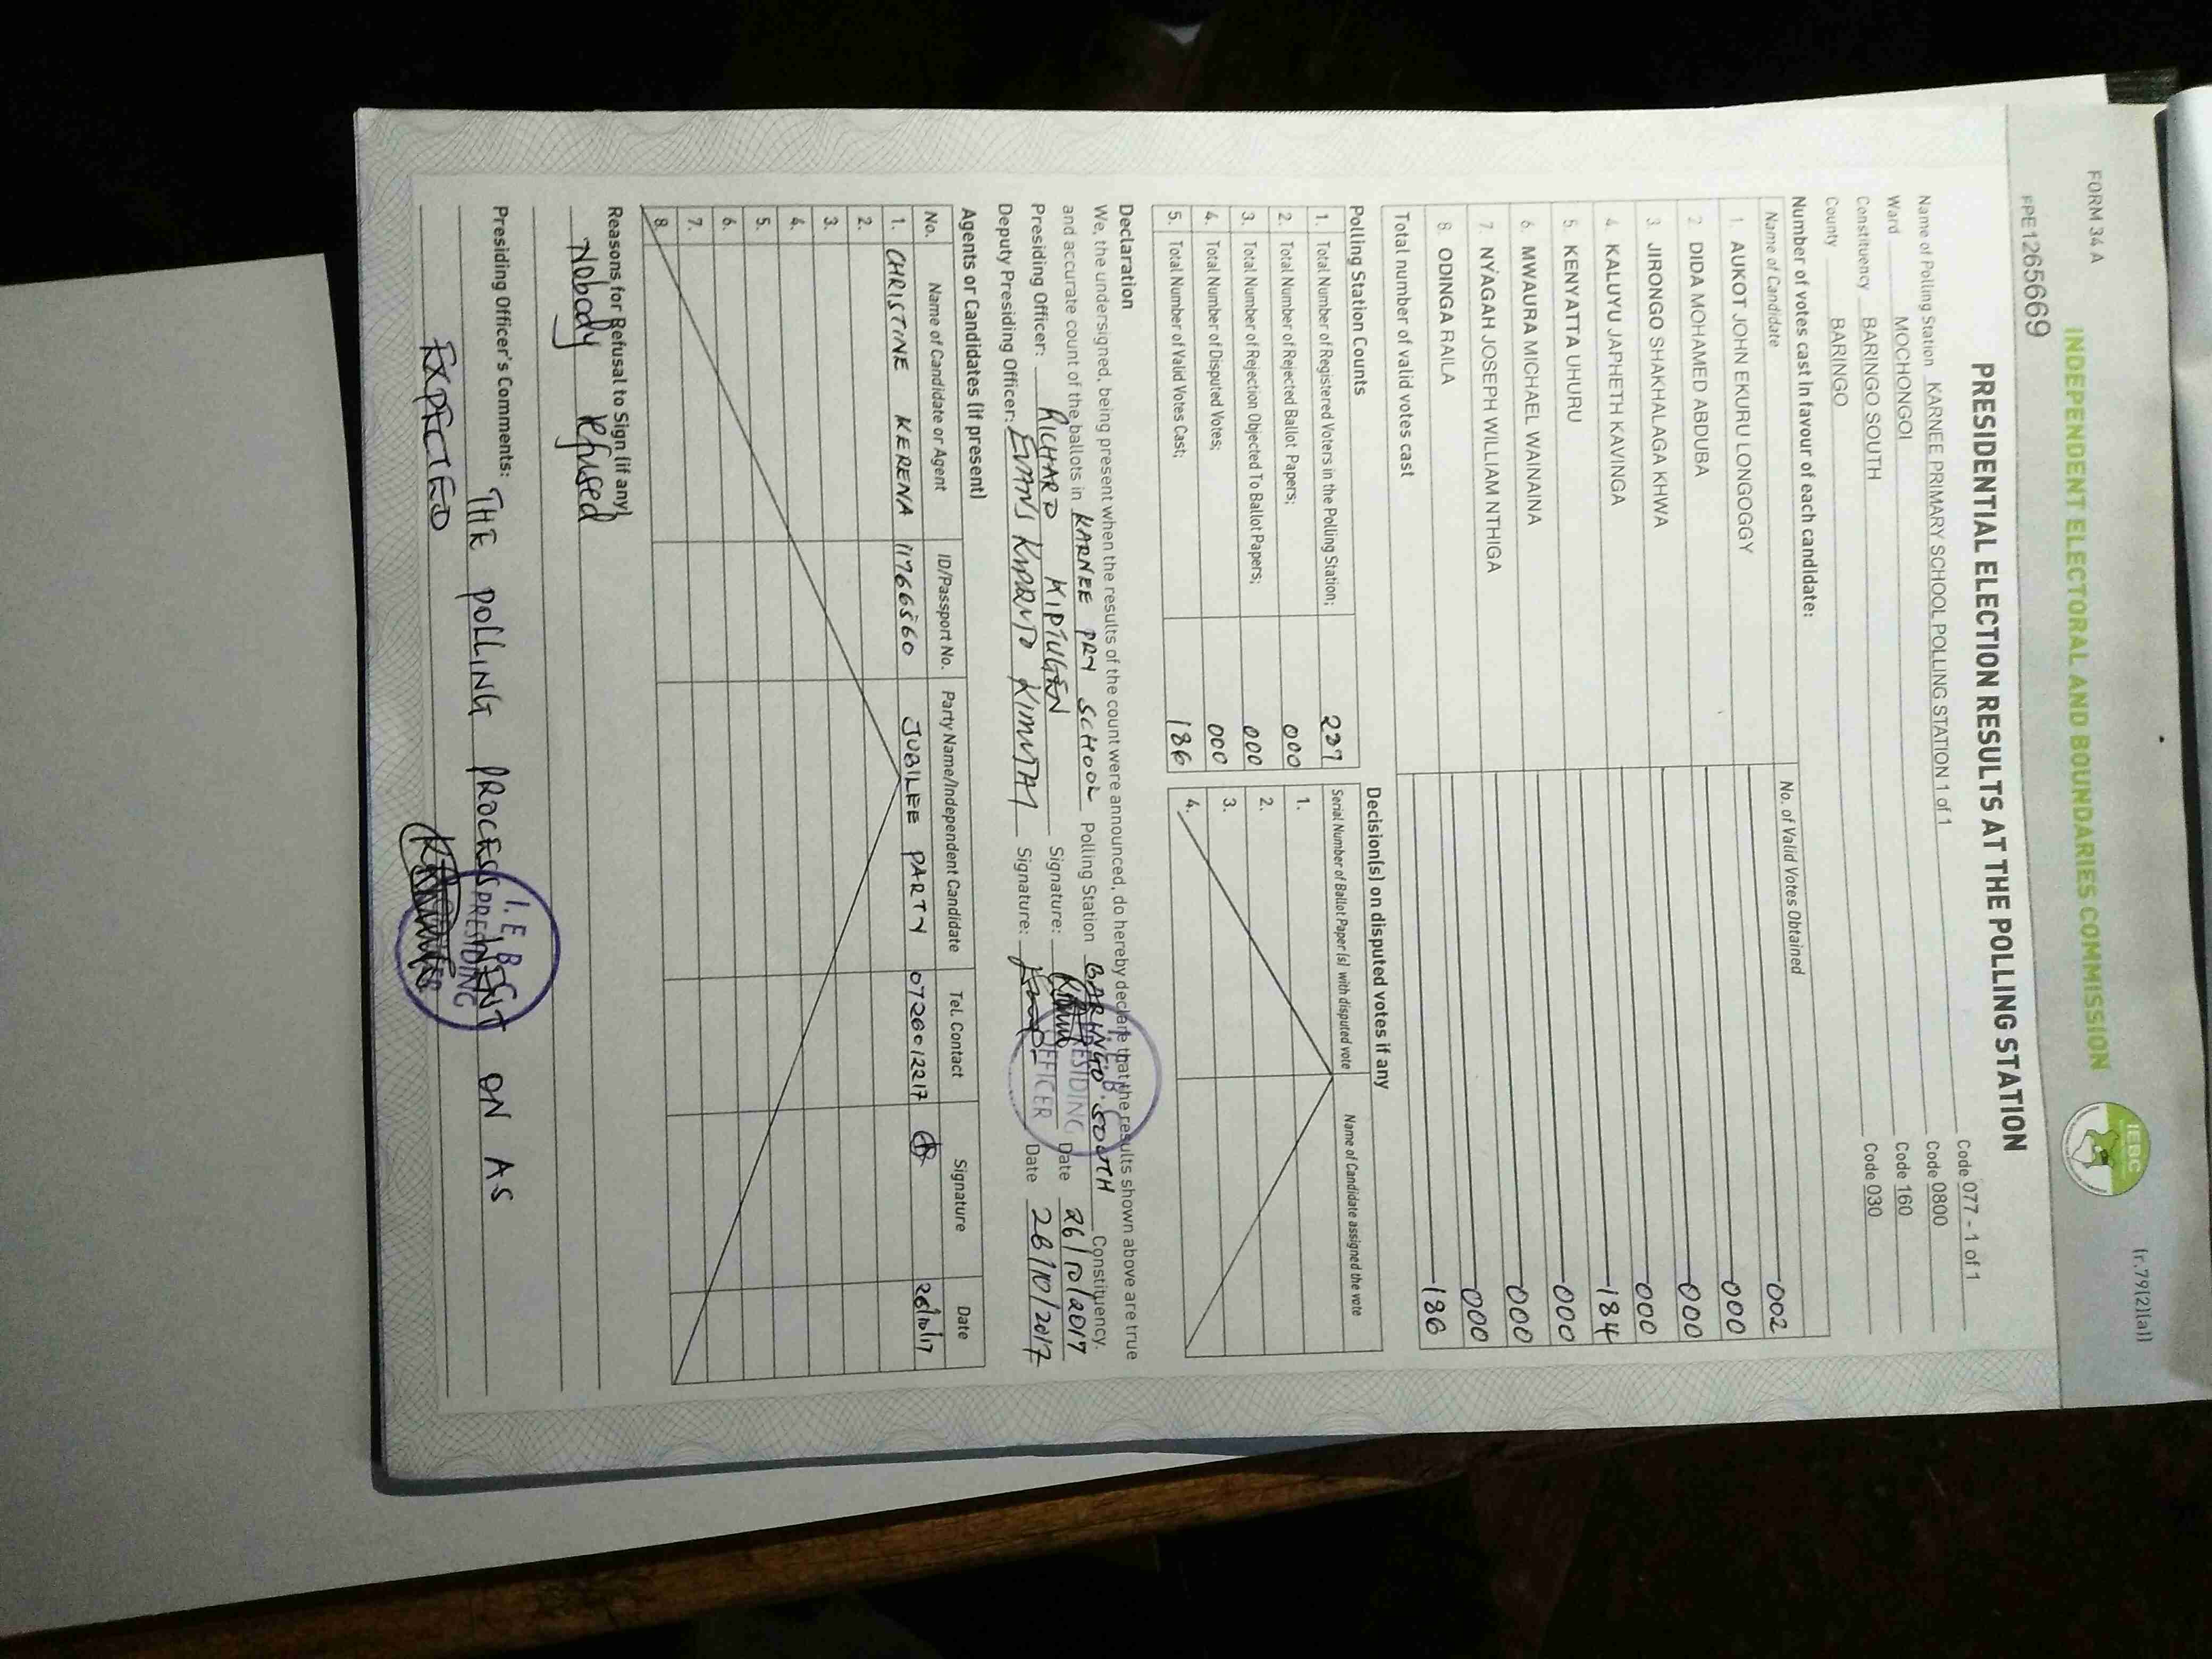 FORM 34 A
(r.79(2)(a))
INDEPENDENT ELECTORAL AND BOUNDARIES COMMISSION
IEBC
FPE1265669
PRESIDENTIAL ELECTION RESULTS AT THE POLLING STATION
Name of Polling Station KARNEE PRIMARY SCHOOL POLLING STATION 1 of 1 Code 077 - 1 of 1
Ward MOCHONGOI Code 0800
Constituency BARINGO SOUTH Code 160
County BARINGO Code 030
Number of votes cast in favour of each candidate:
Name of Candidate No. of Valid Votes Obtained
1. AUKOT JOHN EKURU LONGOGGY 002
2 DIDA MOHAMED ABDUBA 000
3. JIRONGO SHAKHALAGA KHWA 000
4 KALUYU JAPHETH KAVINGA 000
5. KENYATTA UHURU 184
6. MWAURA MICHAEL WAINAINA 000
7. NYAGAH JOSEPH WILLIAM NTHIGA 000
8. ODINGA RAILA 000
Total number of valid votes cast 186
Polling Station Counts
1. Total Number of Registered Voters in the Polling Station; 237
2. Total Number of Rejected Ballot Papers; 000
3. Total Number of Rejection Objected To Ballot Papers; 000
4. Total Number of Disputed Votes; 000
5. Total Number of Valid Votes Cast; 186
Decision(s) on disputed votes if any
Serial Number of Ballot Paper (s) with disputed vote Name of Candidate assigned the vote
1.
2.
3.
4.
Declaration
We, the undersigned, being present when the results of the count were announced, do hereby declare that the results shown above are true
and accurate count of the ballots in KARNEE PRY SCHOOL Polling Station BARINGO SOUTH Constituency.
Presiding Officer: RICHARD KIPTUGEN Signature: Date 26/10/2017
Deputy Presiding Officer: EVANS KIPRUTO KIMUTAI Signature: Date 26/10/2017
I.E.B.C PRESIDING OFFICER
Agents or Candidates (if present)
No. Name of Candidate or Agent ID/Passport No. Party Name/Independent Candidate Tel. Contact Signature Date
1. CHRISTINE KERENA 11766560 JUBILEE PARTY 0726012217 26/10/17
2.
3.
4.
5.
6.
7.
8.
Reasons for Refusal to Sign (if any)
Nobody Refused
Presiding Officer's Comments: THE POLLING PROCESS WENT ON AS
EXPECTED
I.E.B.C PRESIDING